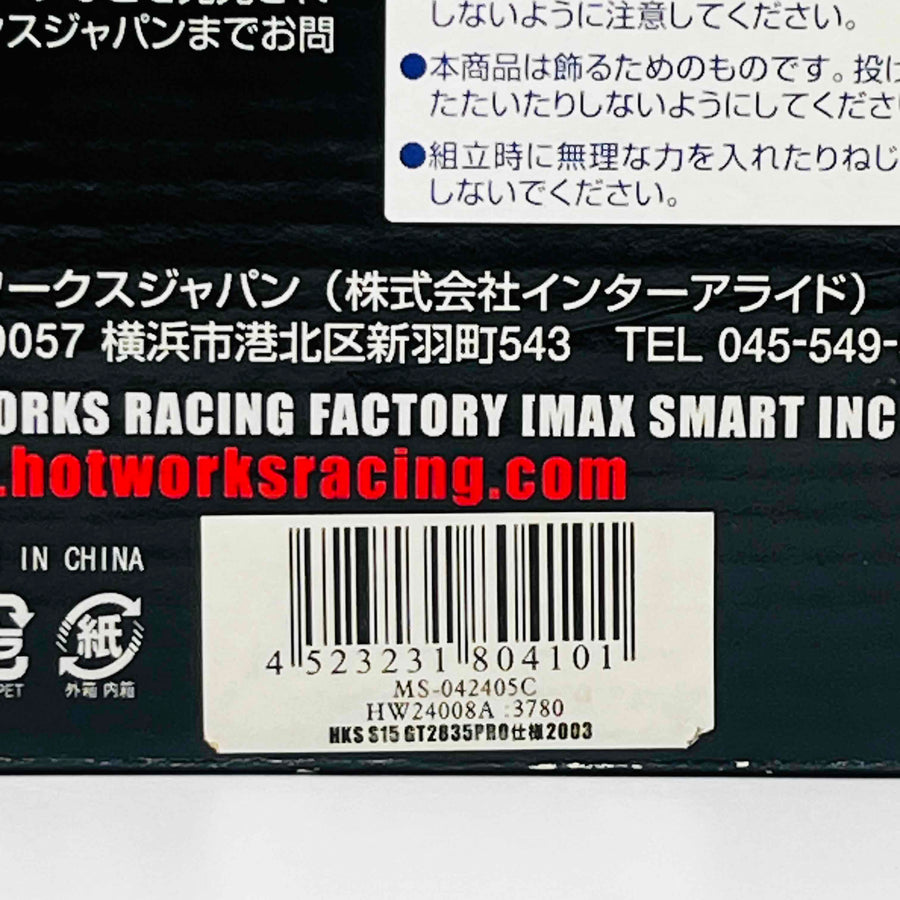 スジャパンまでお問
しないように注意してください。
●本商品は飾るためのものです。投げ
たたいたりしないようにしてくださ
●組立時に無理な力を入れたりねじ
しないでください。
ワークスジャパン（株式会社インターアライド）
0057 横浜市港北区新羽町543 TEL 045-549-
ORKS RACING FACTORY [MAX SMART INC
.hotworksracing.com
IN CHINA
紙
PET
外箱 内箱
4 523231 804101
MS-042405C
HW24008A :3780
HKS S15 GT2835PRO仕様2003